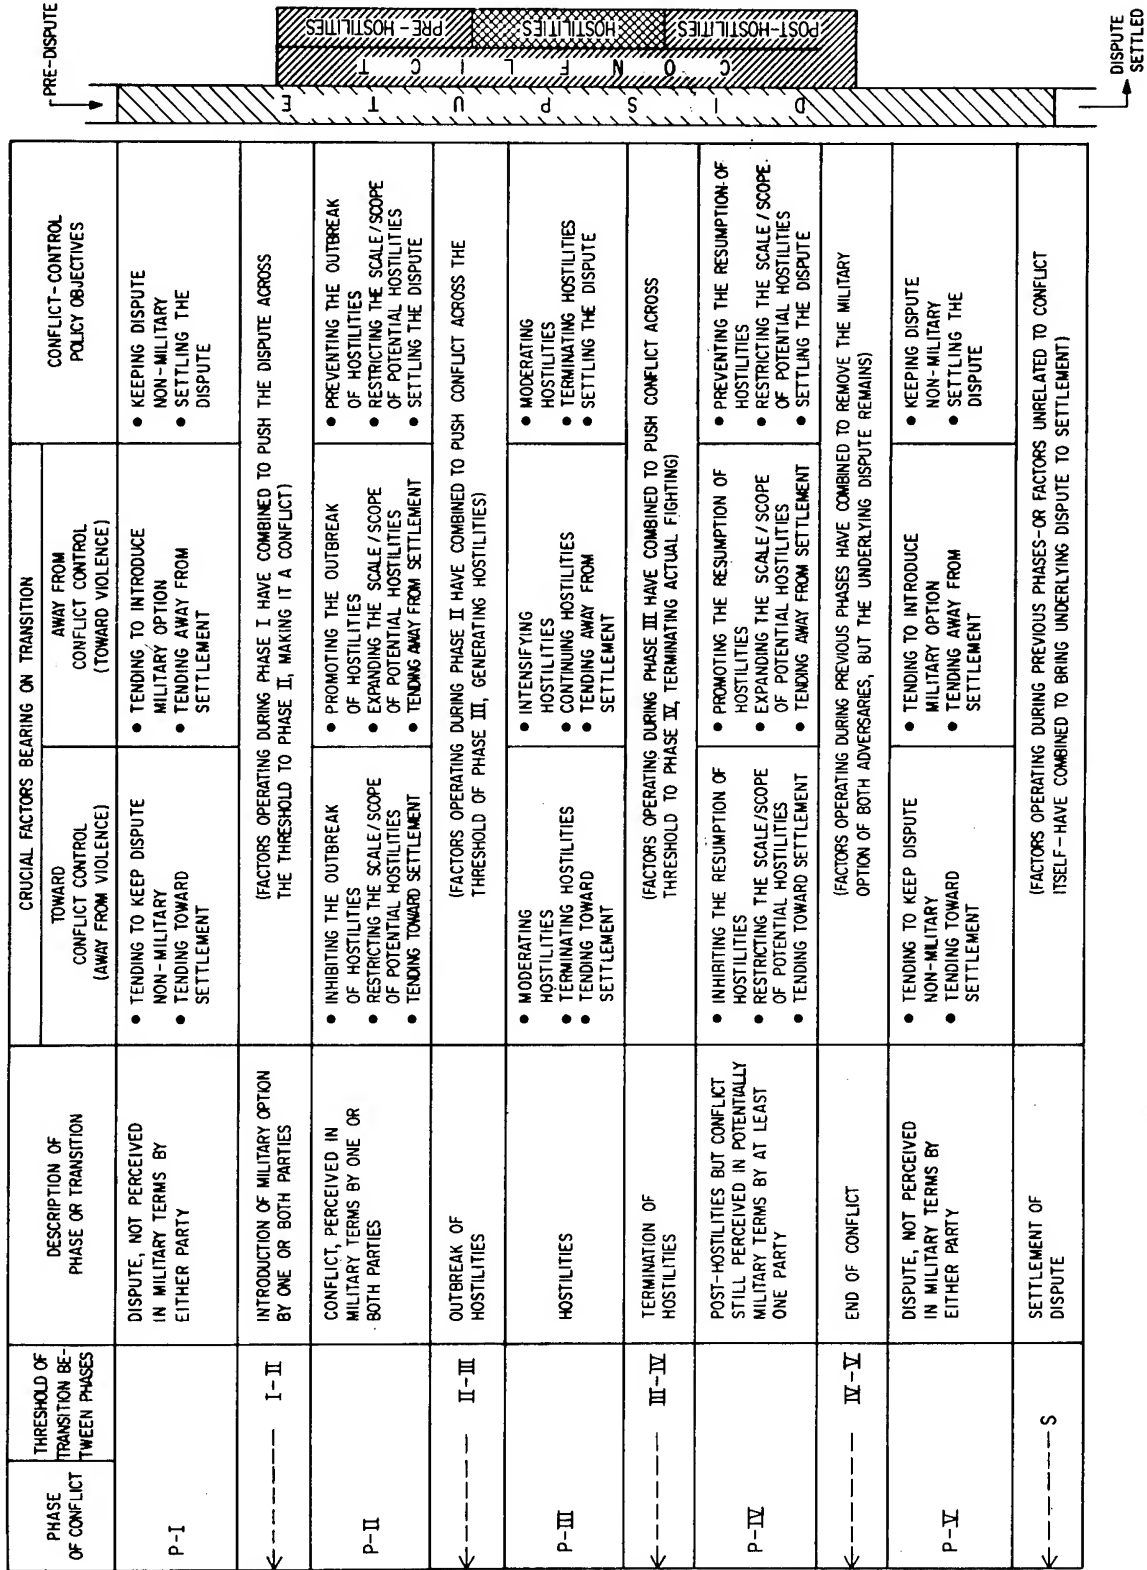 PHASE
OF CONFLICT
THRESHOLD OF
TRANSITION BE-
TWEEN PHASES
DESCRIPTION OF
PHASE OR TRANSITION
CRUCIAL FACTORS BEARING ON TRANSITION
TOWARD
CONFLICT CONTROL
(AWAY FROM VIOLENCE)
AWAY FROM
CONFLICT CONTROL
(TOWARD VIOLENCE)
CONFLICT-CONTROL
POLICY OBJECTIVES
P-I
DISPUTE, NOT PERCEIVED
IN MILITARY TERMS BY
EITHER PARTY
• TENDING TO KEEP DISPUTE
NON-MILITARY
• TENDING TOWARD
SETTLEMENT
• TENDING TO INTRODUCE
MILITARY OPTION
• TENDING AWAY FROM
SETTLEMENT
• KEEPING DISPUTE
NON-MILITARY
• SETTLING THE
DISPUTE
I-II
INTRODUCTION OF MILITARY OPTION
BY ONE OR BOTH PARTIES
(FACTORS OPERATING DURING PHASE I HAVE COMBINED TO PUSH THE DISPUTE ACROSS
THE THRESHOLD TO PHASE II, MAKING IT A CONFLICT)
P-II
CONFLICT, PERCEIVED IN
MILITARY TERMS BY ONE OR
BOTH PARTIES
• INHIBITING THE OUTBREAK
OF HOSTILITIES
• RESTRICTING THE SCALE/SCOPE
OF POTENTIAL HOSTILITIES
• TENDING TOWARD SETTLEMENT
• PROMOTING THE OUTBREAK
OF HOSTILITIES
• EXPANDING THE SCALE/SCOPE
OF POTENTIAL HOSTILITIES
• TENDING AWAY FROM SETTLEMENT
• PREVENTING THE OUTBREAK
OF HOSTILITIES
• RESTRICTING THE SCALE/SCOPE
OF POTENTIAL HOSTILITIES
• SETTLING THE DISPUTE
II-III
OUTBREAK OF
HOSTILITIES
(FACTORS OPERATING DURING PHASE II HAVE COMBINED TO PUSH CONFLICT ACROSS THE
THRESHOLD OF PHASE III, GENERATING HOSTILITIES)
P-III
HOSTILITIES
• MODERATING
HOSTILITIES
• TERMINATING HOSTILITIES
• TENDING TOWARD
SETTLEMENT
• INTENSIFYING
HOSTILITIES
• CONTINUING HOSTILITIES
• TENDING AWAY FROM
SETTLEMENT
• MODERATING
HOSTILITIES
• TERMINATING HOSTILITIES
• SETTLING THE DISPUTE
III-IV
TERMINATION OF
HOSTILITIES
(FACTORS OPERATING DURING PHASE III HAVE COMBINED TO PUSH CONFLICT ACROSS
THRESHOLD TO PHASE IV, TERMINATING ACTUAL FIGHTING)
P-IV
POST-HOSTILITIES BUT CONFLICT
STILL PERCEIVED IN POTENTIALLY
MILITARY TERMS BY AT LEAST
ONE PARTY
• INHIRITING THE RESUMPTION OF
HOSTILITIES
• RESTRICTING THE SCALE/SCOPE
OF POTENTIAL HOSTILITIES
• TENDING TOWARD SETTLEMENT
• PROMOTING THE RESUMPTION OF
HOSTILITIES
• EXPANDING THE SCALE/SCOPE
OF POTENTIAL HOSTILITIES
• TENDING AWAY FROM SETTLEMENT
• PREVENTING THE RESUMPTION OF
HOSTILITIES
• RESTRICTING THE SCALE/SCOPE.
OF POTENTIAL HOSTILITIES
• SETTLING THE DISPUTE
IV-V
END OF CONFLICT
(FACTORS OPERATING DURING PREVIOUS PHASES HAVE COMBINED TO REMOVE THE MILITARY
OPTION OF BOTH ADVERSARIES, BUT THE UNDERLYING DISPUTE REMAINS)
P-V
DISPUTE, NOT PERCEIVED
IN MILITARY TERMS BY
EITHER PARTY
• TENDING TO KEEP DISPUTE
NON-MILITARY
• TENDING TOWARD
SETTLEMENT
• TENDING TO INTRODUCE
MILITARY OPTION
• TENDING AWAY FROM
SETTLEMENT
• KEEPING DISPUTE
NON-MILITARY
• SETTLING THE
DISPUTE
S
SETTLEMENT OF
DISPUTE
(FACTORS OPERATING DURING PREVIOUS PHASES-OR FACTORS UNRELATED TO CONFLICT
ITSELF-HAVE COMBINED TO BRING UNDERLYING DISPUTE TO SETTLEMENT)
PRE-DISPUTE
DISPUTE
CONFLICT
PRE-HOSTILITIES
HOSTILITIES
POST-HOSTILITIES
DISPUTE
SETTLED